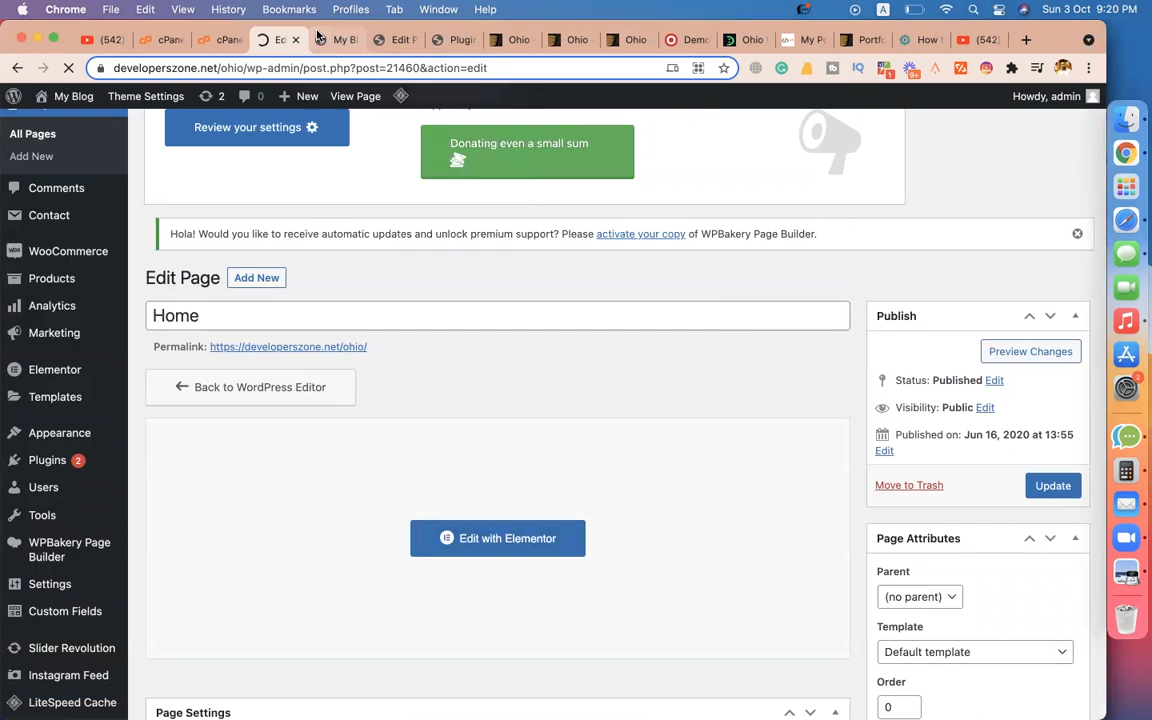 Chrome File Edit View History Bookmarks Profiles Tab Window Help A Sun 3 Oct 9:20 PM
(542) cPane cPane Ed My Bl Edit P Plugin Ohio Ohio Ohio Demo Ohio My Po Portfo How t (542)
developerszone.net/ohio/wp-admin/post.php?post=21460&action=edit
My Blog Theme Settings 2 0 New View Page Howdy, admin
All Pages
Add New
Comments
Contact
WooCommerce
Products
Analytics
Marketing
Elementor
Templates
Appearance
Plugins 2
Users
Tools
WPBakery Page
Builder
Settings
Custom Fields
Slider Revolution
Instagram Feed
LiteSpeed Cache
Review your settings
Donating even a small sum
Hola! Would you like to receive automatic updates and unlock premium support? Please activate your copy of WPBakery Page Builder.
Edit Page Add New
Home
Permalink: https://developerszone.net/ohio/
Back to WordPress Editor
Edit with Elementor
Page Settings
Publish
Preview Changes
Status: Published Edit
Visibility: Public Edit
Published on: Jun 16, 2020 at 13:55
Edit
Move to Trash Update
Page Attributes
Parent
(no parent)
Template
Default template
Order
0